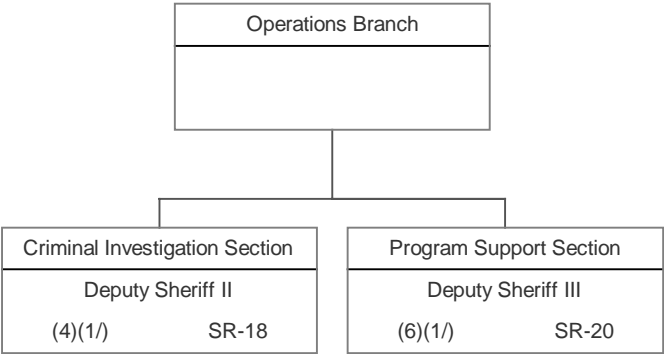 Operations Branch
Criminal Investigation Section
Deputy Sheriff II
(4)(1/) SR-18
Program Support Section
Deputy Sheriff III
(6)(1/) SR-20